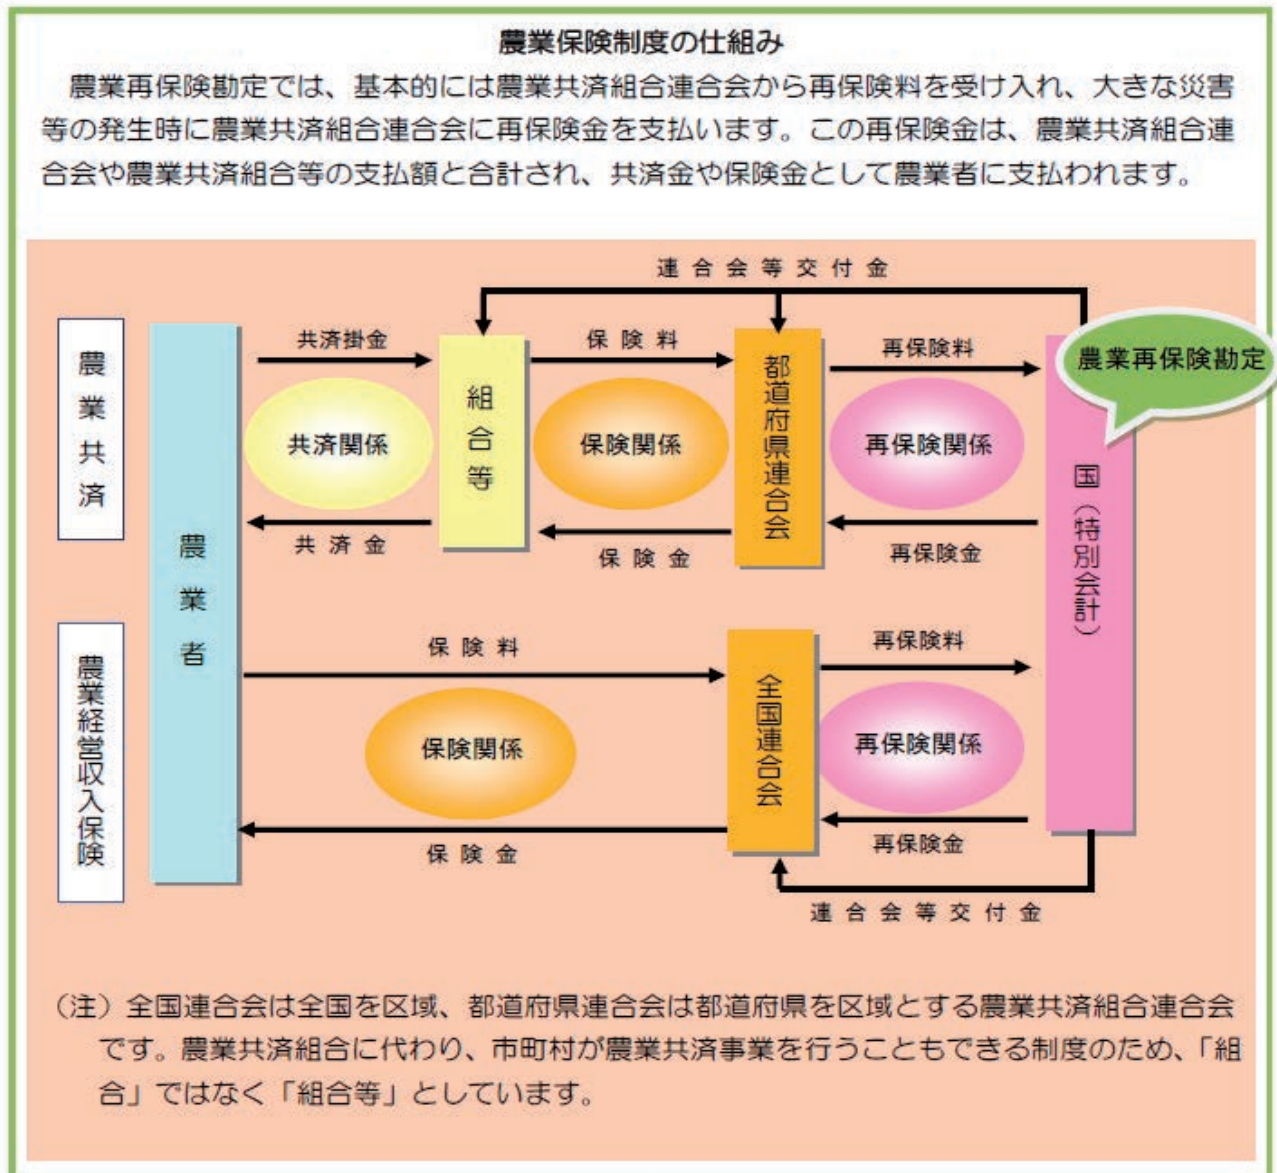 農業保険制度の仕組み
農業再保険勘定では、基本的には農業共済組合連合会から再保険料を受け入れ、大きな災害
等の発生時に農業共済組合連合会に再保険金を支払います。この再保険金は、農業共済組合連
合会や農業共済組合等の支払額と合計され、共済金や保険金として農業者に支払われます。
連合会等交付金
農業共済
農業者
共済掛金
共済関係
共済金
組合等
保険料
保険関係
保険金
都道府県連合会
再保険料
再保険関係
再保険金
国（特別会計）
農業再保険勘定
農業経営収入保険
保険料
保険関係
保険金
全国連合会
再保険料
再保険関係
再保険金
連合会等交付金
（注）全国連合会は全国を区域、都道府県連合会は都道府県を区域とする農業共済組合連合会
です。農業共済組合に代わり、市町村が農業共済事業を行うこともできる制度のため、「組
合」ではなく「組合等」としています。